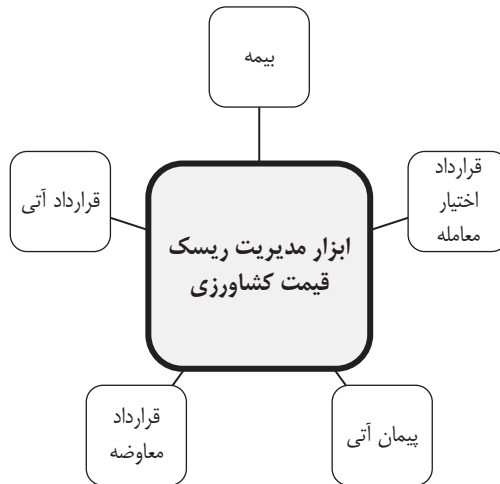 بیمه
قرارداد
اختیار
معامله
قرارداد آتی
ابزار مدیریت ریسک
قیمت کشاورزی
قرارداد
معاوضه
پیمان آتی